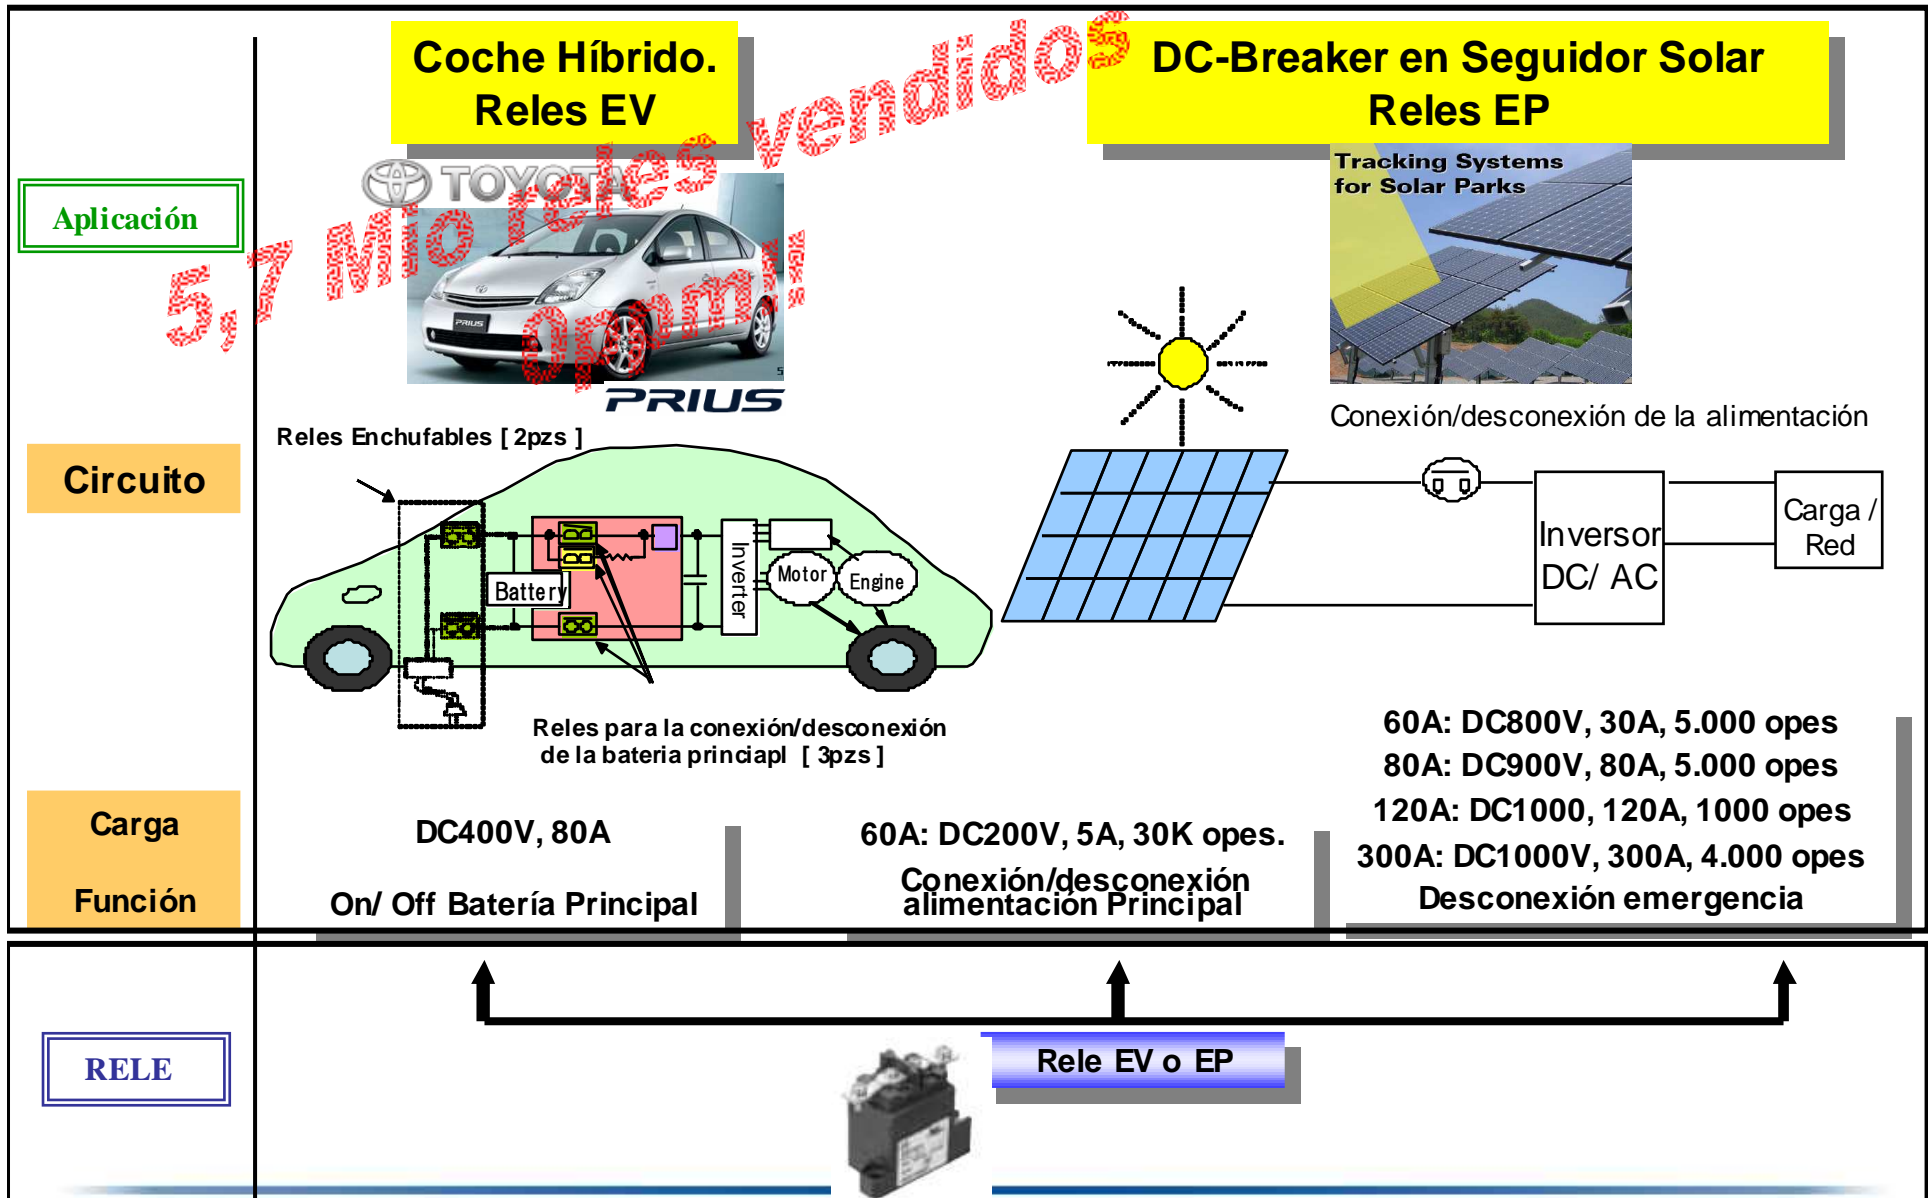 Coche Híbrido.
Reles EV
DC-Breaker en Seguidor Solar
Reles EP
5,7 Mio reles vendidos
0ppm!!
Aplicación
TOYOTA
PRIUS
PRIUS
Tracking Systems
for Solar Parks
Conexión/desconexión de la alimentación
Circuito
Reles Enchufables [ 2pzs ]
Battery
Inverter
Motor
Engine
Inversor
DC/ AC
Carga /
Red
Reles para la conexión/desconexión
de la bateria princiapl [ 3pzs ]
Carga
DC400V, 80A
60A: DC200V, 5A, 30K opes.
60A: DC800V, 30A, 5.000 opes
80A: DC900V, 80A, 5.000 opes
120A: DC1000, 120A, 1000 opes
300A: DC1000V, 300A, 4.000 opes
Función
On/ Off Batería Principal
Conexión/desconexión
alimentación Principal
Desconexión emergencia
RELE
Rele EV o EP